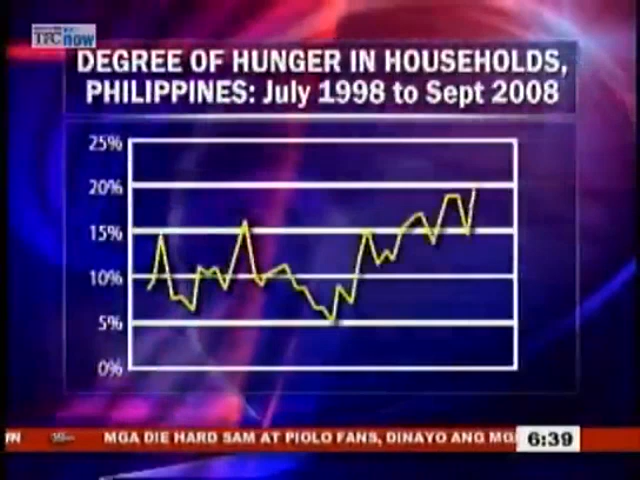 TFC now
DEGREE OF HUNGER IN HOUSEHOLDS,
PHILIPPINES: July 1998 to Sept 2008
25%
20%
15%
10%
5%
0%
MGA DIE HARD SAM AT PIOLO FANS, DINAYO ANG
6:39